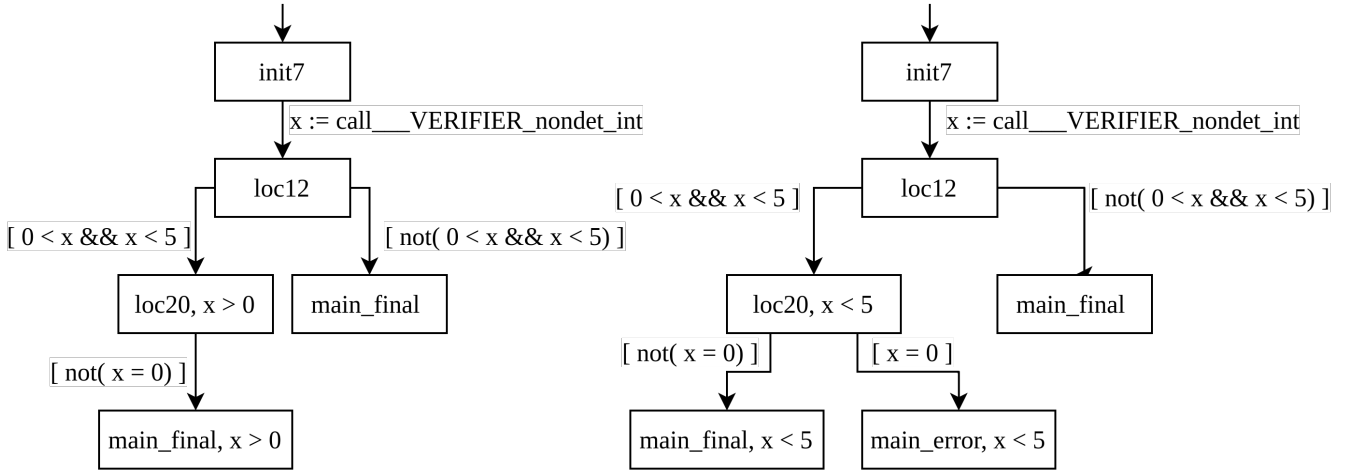 init7
x := call___VERIFIER_nondet_int
loc12
[ 0 < x && x < 5 ]
[ not( 0 < x && x < 5) ]
loc20, x > 0
main_final
[ not( x = 0) ]
main_final, x > 0
init7
x := call___VERIFIER_nondet_int
loc12
[ 0 < x && x < 5 ]
[ not( 0 < x && x < 5) ]
loc20, x < 5
main_final
[ not( x = 0) ]
[ x = 0 ]
main_final, x < 5
main_error, x < 5